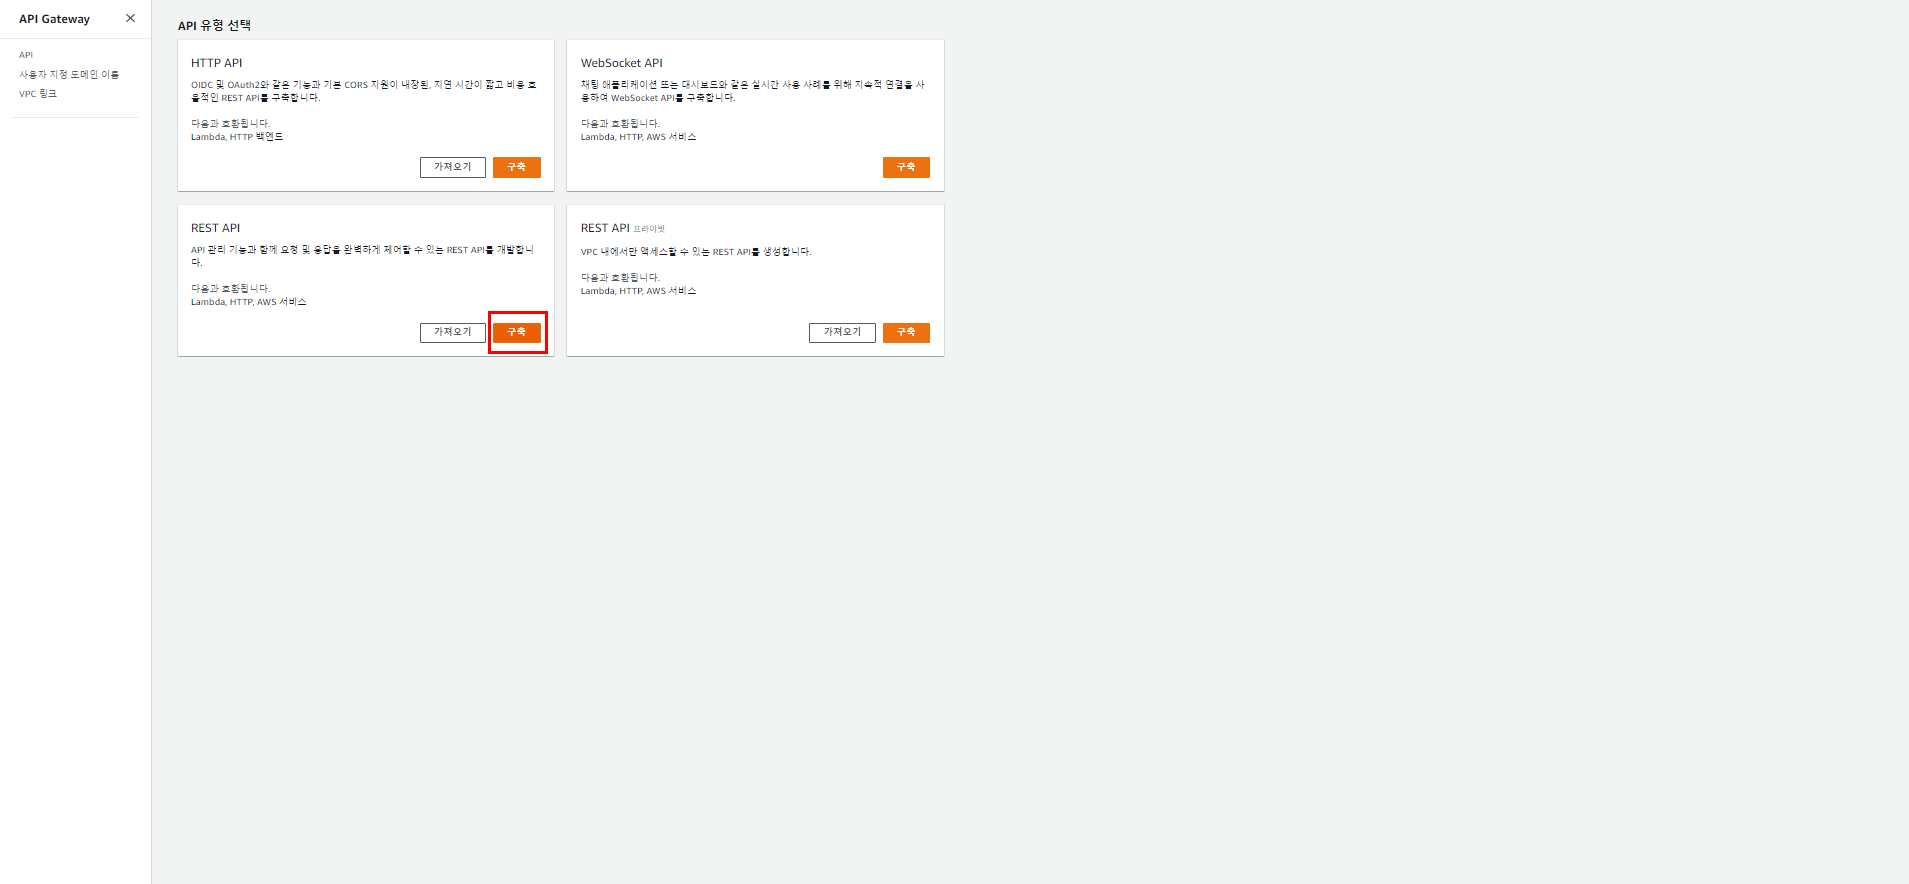 API Gateway
API
사용자 지정 도메인 이름
VPC 링크
API 유형 선택
HTTP API
OIDC 및 OAuth2와 같은 기능과 기본 CORS 지원이 내장된, 지연 시간이 짧고 비용 효
율적인 REST API를 구축합니다.
다음과 호환됩니다.
Lambda, HTTP 백엔드
가져오기
구축
WebSocket API
채팅 애플리케이션 또는 대시보드와 같은 실시간 사용 사례를 위해 지속적 연결을 사
용하여 WebSocket API를 구축합니다.
다음과 호환됩니다.
Lambda, HTTP, AWS 서비스
구축
REST API
API 관리 기능과 함께 요청 및 응답을 완벽하게 제어할 수 있는 REST API를 개발합니
다.
다음과 호환됩니다.
Lambda, HTTP, AWS 서비스
가져오기
구축
REST API 프라이빗
VPC 내에서만 액세스할 수 있는 REST API를 생성합니다.
다음과 호환됩니다.
Lambda, HTTP, AWS 서비스
가져오기
구축